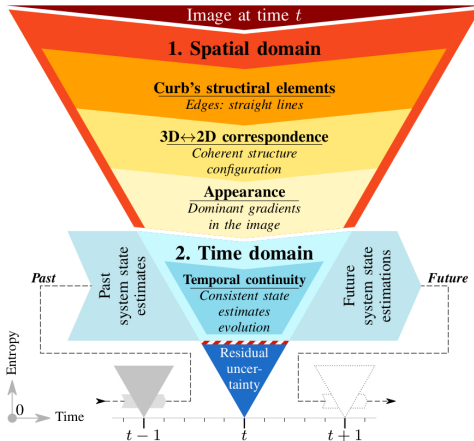 Image at time t
1. Spatial domain
Curb's structiral elements
Edges: straight lines
3D↔2D correspondence
Coherent structure
configuration
Appearance
Dominant gradients
in the image
2. Time domain
Past
Past
system state
estimates
Temporal continuity
Consistent state
estimates
evolution
Future
system state
estimations
Future
Residual
uncer-
tainty
Entropy
0
Time
t − 1
t
t + 1